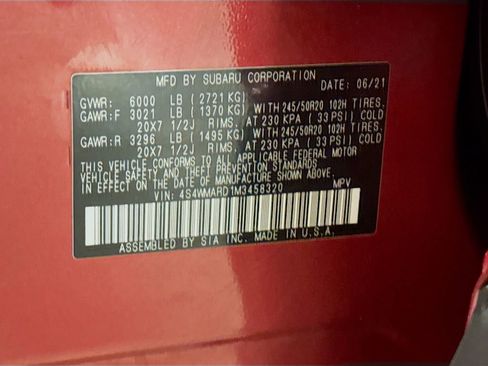 MFD BY SUBARU CORPORATION DATE: 06/21
GVWR: 6000 LB (2721 KG)
GAWR:F 3021 LB (1370 KG) WITH 245/50R20 102H TIRES.
20X7 1/2J RIMS. AT 230 KPA ( 33 PSI) COLD
GAWR:R 3296 LB (1495 KG) WITH 245/50R20 102H TIRES.
20X7 1/2J RIMS. AT 230 KPA ( 33 PSI) COLD
THIS VEHICLE CONFORMS TO ALL APPLICABLE FEDERAL MOTOR
VEHICLE SAFETY AND THEFT PREVENTION STANDARDS
IN EFFECT ON THE DATE OF MANUFACTURE SHOWN ABOVE.
VIN: 4S4WMARD1M3458320 MPV
ASSEMBLED BY SIA INC. MADE IN U.S.A.